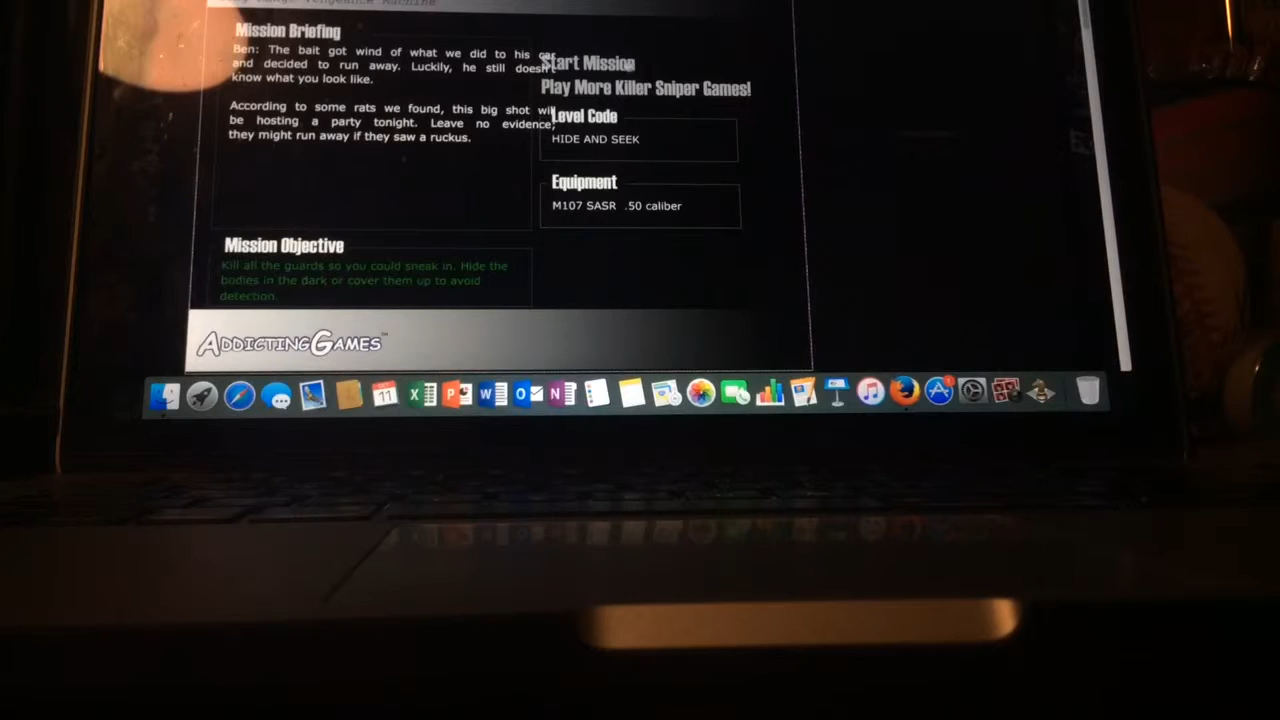 Mission Briefing
Ben: The bait got wind of what we did to his car
and decided to run away. Luckily, he still doesn't
know what you look like.
According to some rats we found, this big shot will
be hosting a party tonight. Leave no evidence;
they might run away if they saw a ruckus.
Start Mission
Play More Killer Sniper Games!
Level Code
HIDE AND SEEK
Equipment
M107 SASR .50 caliber
Mission Objective
Kill all the guards so you could sneak in. Hide the
bodies in the dark or cover them up to avoid
detection.
ADDICTINGGAMES
11